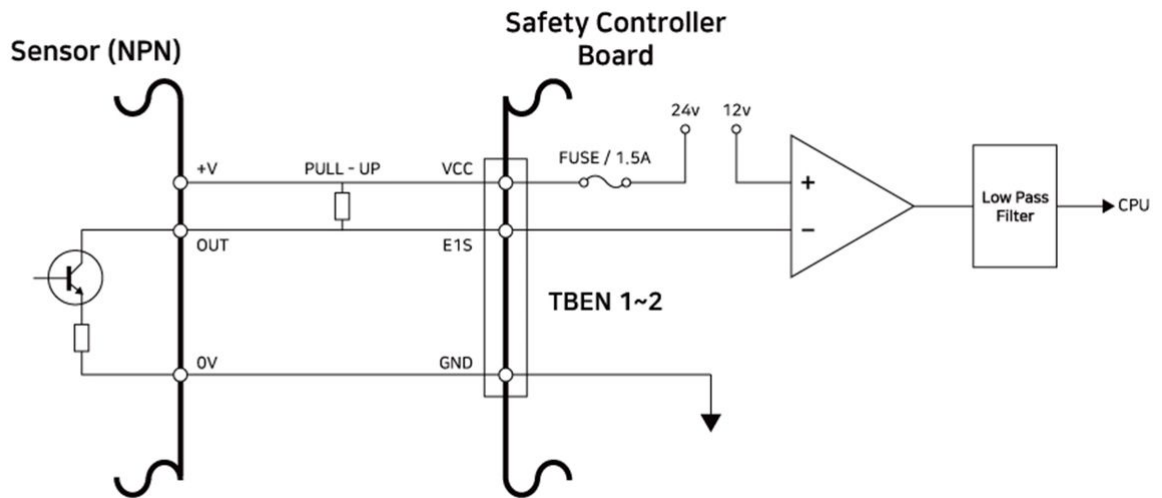 Safety Controller
Board
Sensor (NPN)
24v
12v
FUSE / 1.5A
+V
PULL - UP
VCC
+
Low Pass
Filter
CPU
−
OUT
E1S
TBEN 1~2
0V
GND